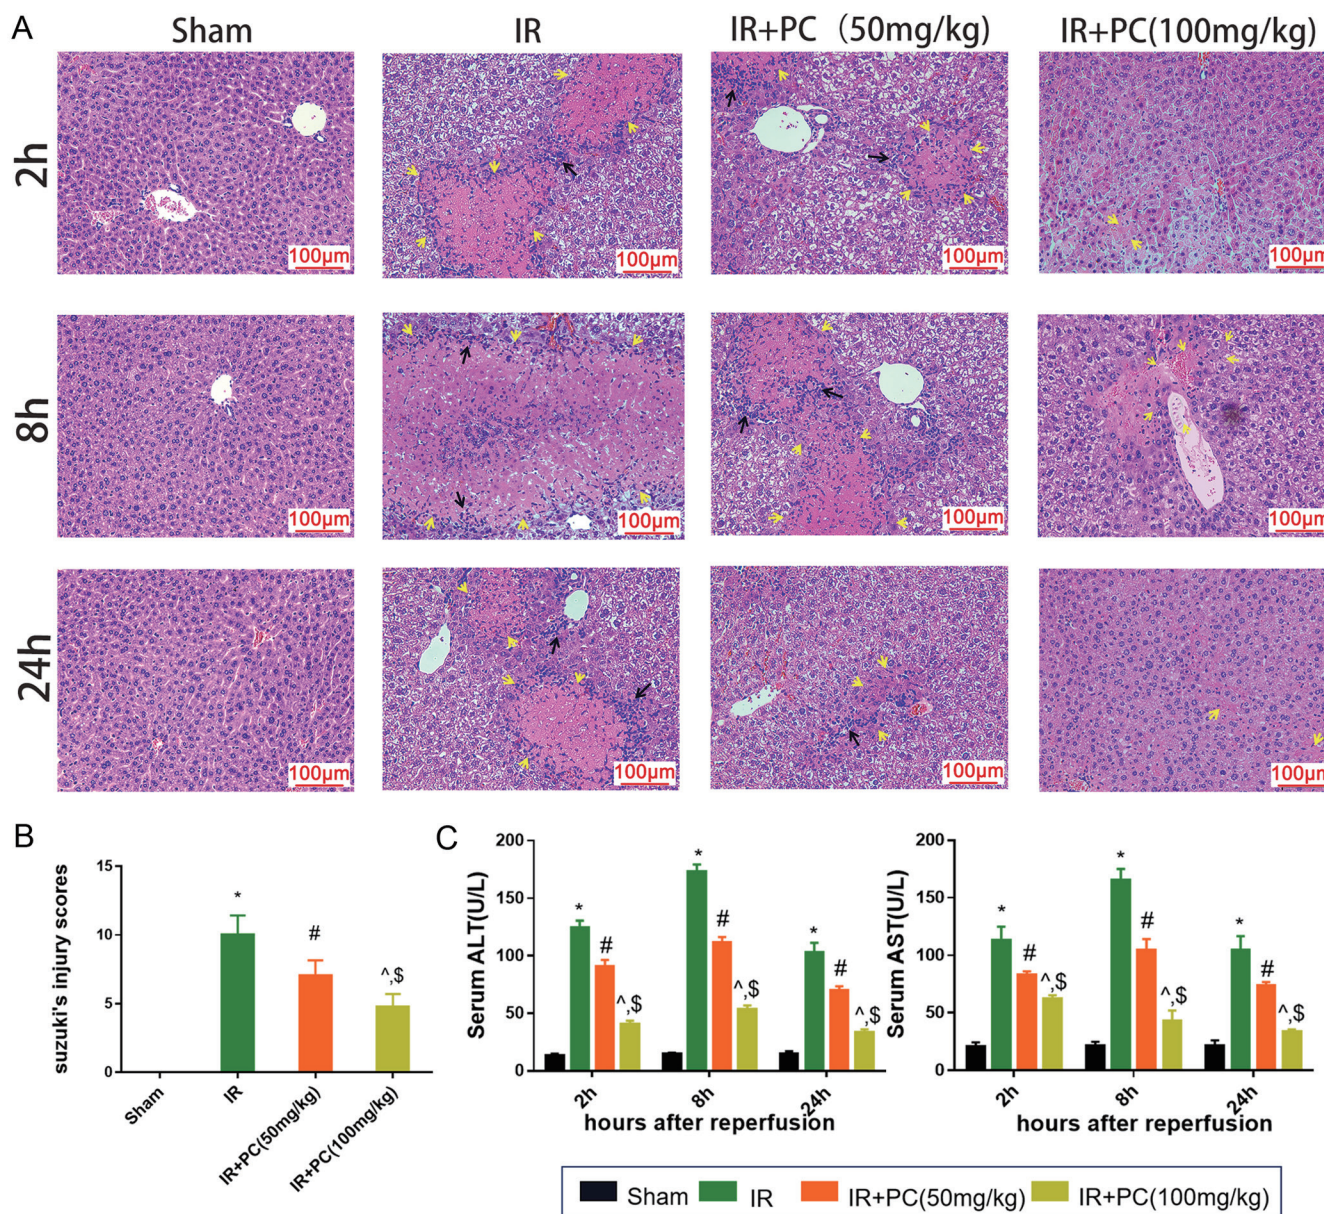 A
Sham
IR
IR+PC (50mg/kg)
IR+PC(100mg/kg)
2h
100μm
100μm
100μm
100μm
8h
100μm
100μm
100μm
100μm
24h
100μm
100μm
100μm
100μm
B
suzuki's injury scores
15
10
5
0
*
#
^,$
Sham
IR
IR+PC(50mg/kg)
IR+PC(100mg/kg)
C
Serum ALT(U/L)
200
150
100
50
0
*
#
^,$
*
#
^,$
*
#
^,$
2h
8h
24h
hours after reperfusion
Serum AST(U/L)
200
150
100
50
0
*
#
^,$
*
#
^,$
*
#
^,$
2h
8h
24h
hours after reperfusion
Sham
IR
IR+PC(50mg/kg)
IR+PC(100mg/kg)